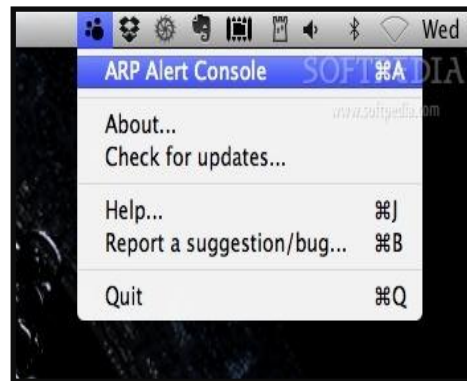 Wed
ARP Alert Console ⌘A
SOFTPEDIA
www.softpedia.com
About...
Check for updates...
Help... ⌘J
Report a suggestion/bug... ⌘B
Quit ⌘Q